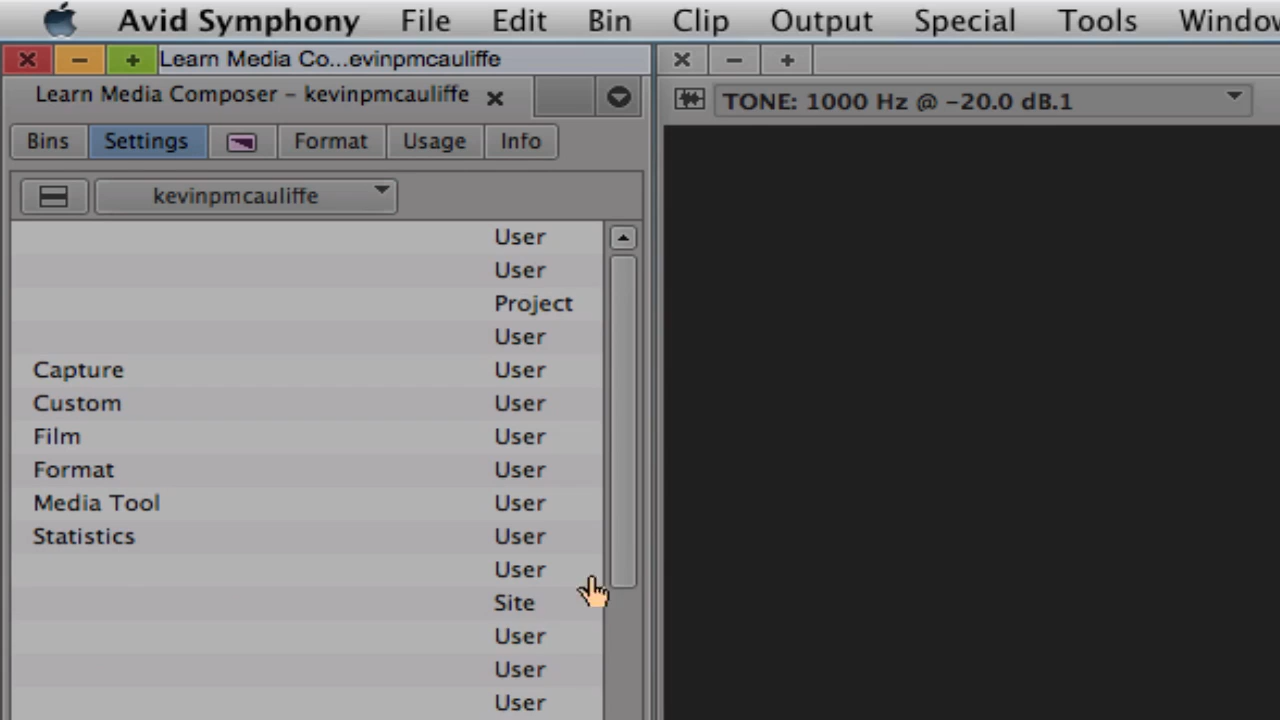 Avid Symphony File Edit Bin Clip Output Special Tools Window
Learn Media Co...evinpmcauliffe
Learn Media Composer - kevinpmcauliffe
TONE: 1000 Hz @ -20.0 dB.1
Bins Settings Format Usage Info
kevinpmcauliffe
User
User
Project
User
Capture User
Custom User
Film User
Format User
Media Tool User
Statistics User
User
Site
User
User
User